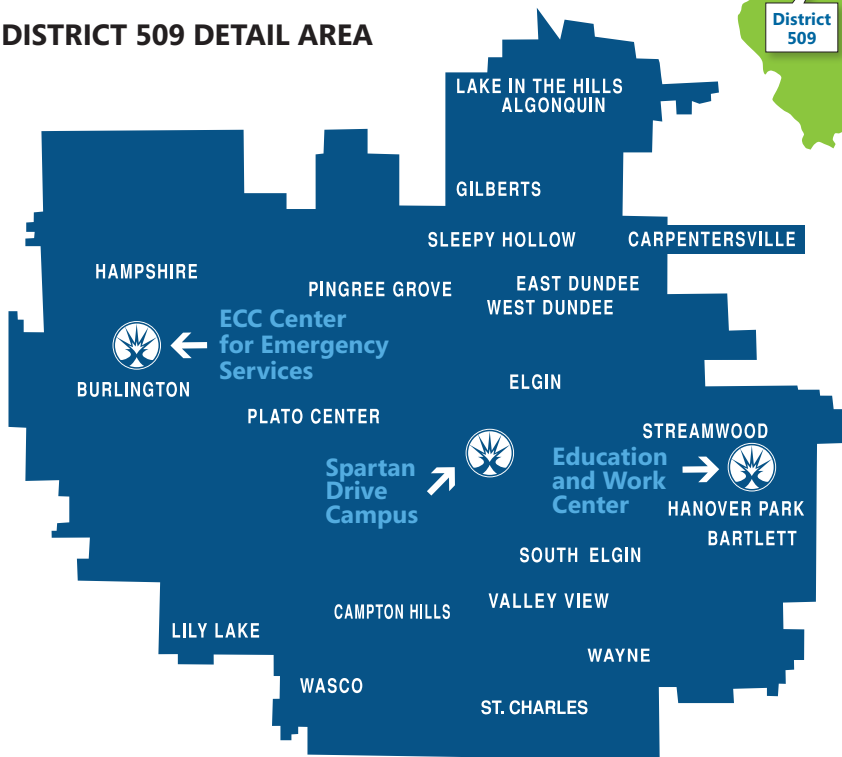 DISTRICT 509 DETAIL AREA
District
509
LAKE IN THE HILLS
ALGONQUIN
GILBERTS
SLEEPY HOLLOW
CARPENTERSVILLE
HAMPSHIRE
PINGREE GROVE
EAST DUNDEE
WEST DUNDEE
ECC Center
for Emergency
Services
BURLINGTON
ELGIN
PLATO CENTER
STREAMWOOD
Spartan
Drive
Campus
Education
and Work
Center
HANOVER PARK
BARTLETT
SOUTH ELGIN
VALLEY VIEW
CAMPTON HILLS
LILY LAKE
WAYNE
WASCO
ST. CHARLES